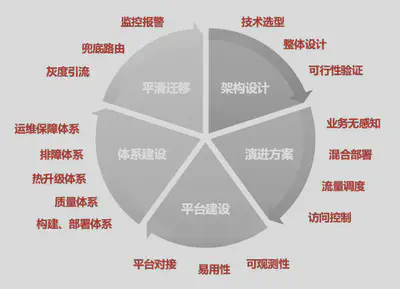 监控报警
技术选型
兜底路由
整体设计
灰度引流
可行性验证
平滑迁移
架构设计
运维保障体系
业务无感知
排障体系
体系建设
演进方案
混合部署
热升级体系
流量调度
质量体系
平台建设
访问控制
构建、部署体系
平台对接
易用性
可观测性